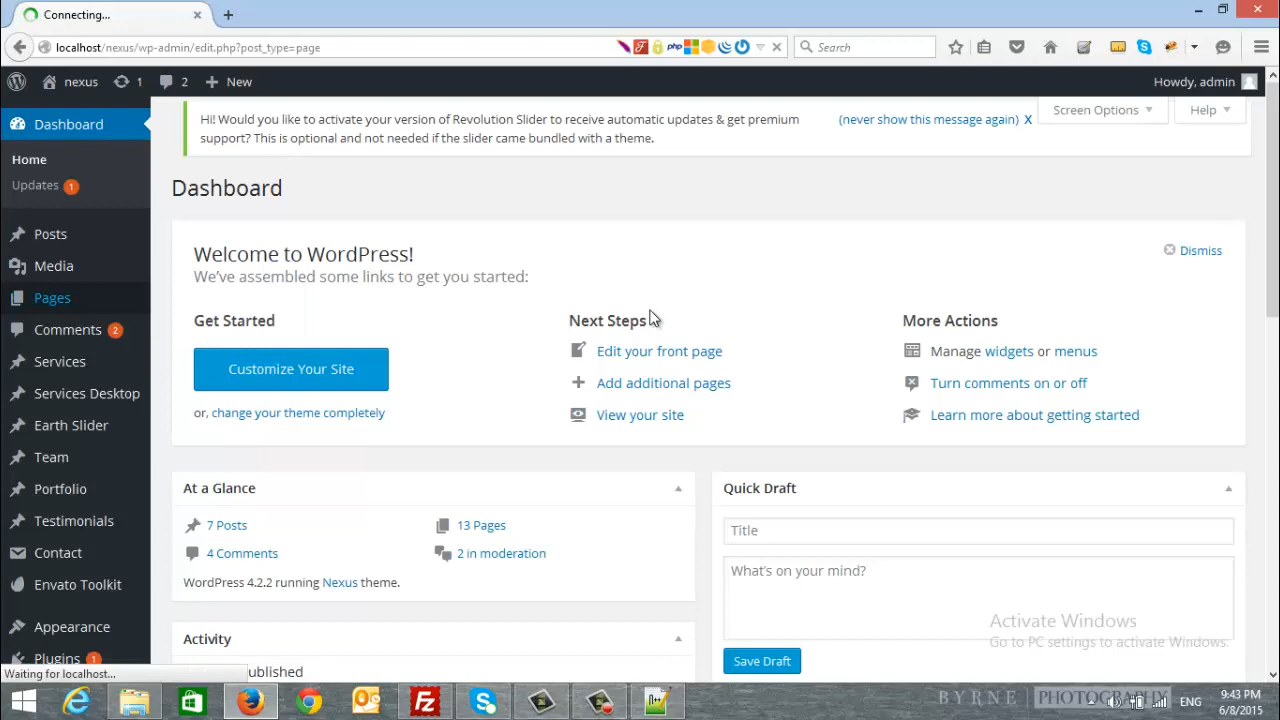 Connecting...
localhost/nexus/wp-admin/edit.php?post_type=page
php
Search
nexus
1
2
New
Howdy, admin
Dashboard
Home
Updates 1
Posts
Media
Pages
Comments 2
Services
Services Desktop
Earth Slider
Team
Portfolio
Testimonials
Contact
Envato Toolkit
Appearance
Plugins 1
Waiting for localhost...
Hi! Would you like to activate your version of Revolution Slider to receive automatic updates & get premium
support? This is optional and not needed if the slider came bundled with a theme.
(never show this message again) X
Screen Options
Help
Dashboard
Welcome to WordPress!
We've assembled some links to get you started:
Dismiss
Get Started
Customize Your Site
or, change your theme completely
Next Steps
Edit your front page
Add additional pages
View your site
More Actions
Manage widgets or menus
Turn comments on or off
Learn more about getting started
At a Glance
7 Posts
13 Pages
4 Comments
2 in moderation
WordPress 4.2.2 running Nexus theme.
Activity
ublished
Quick Draft
Title
What's on your mind?
Save Draft
Activate Windows
Go to PC settings to activate Windows.
BYRNE PHOTOGRAPHY
ENG
9:43 PM
6/8/2015